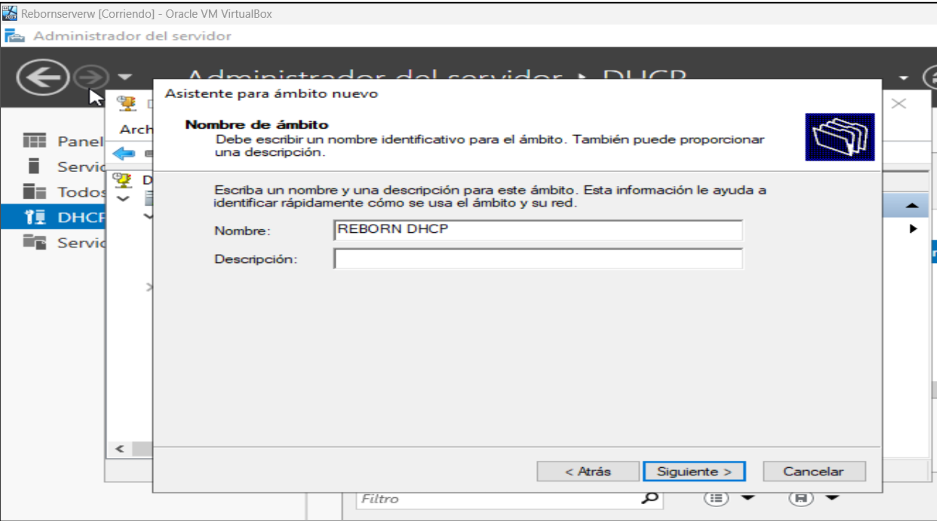 Rebornserverw [Corriendo] - Oracle VM VirtualBox
Administrador del servidor
Administrador del servidor DHCP
Asistente para ámbito nuevo
Nombre de ámbito
Debe escribir un nombre identificativo para el ámbito. También puede proporcionar
una descripción.
Arch
Panel
Servic
Todos
DHCP
Servic
D
Escriba un nombre y una descripción para este ámbito. Esta información le ayuda a
identificar rápidamente cómo se usa el ámbito y su red.
Nombre:
REBORN DHCP
Descripción:
< Atrás
Siguiente >
Cancelar
Filtro